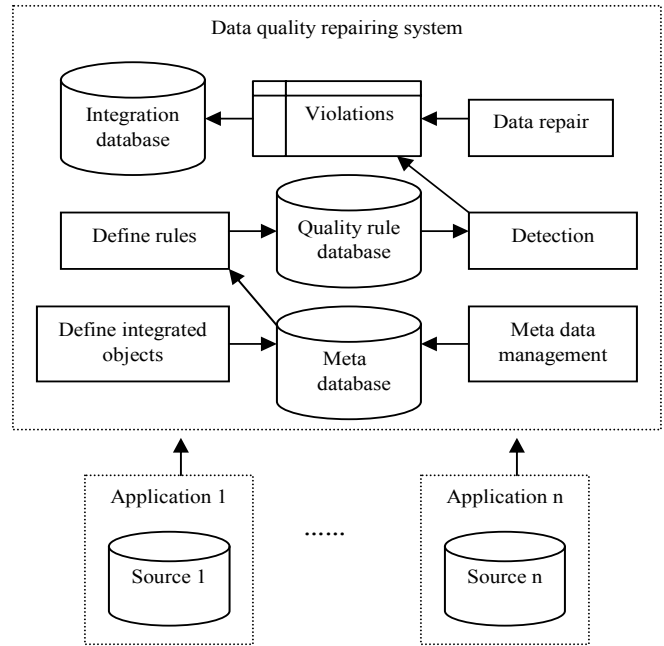 Data quality repairing system
Integration
database
Violations
Data repair
Define rules
Quality rule
database
Detection
Define integrated
objects
Meta
database
Meta data
management
Application 1
Source 1
......
Application n
Source n